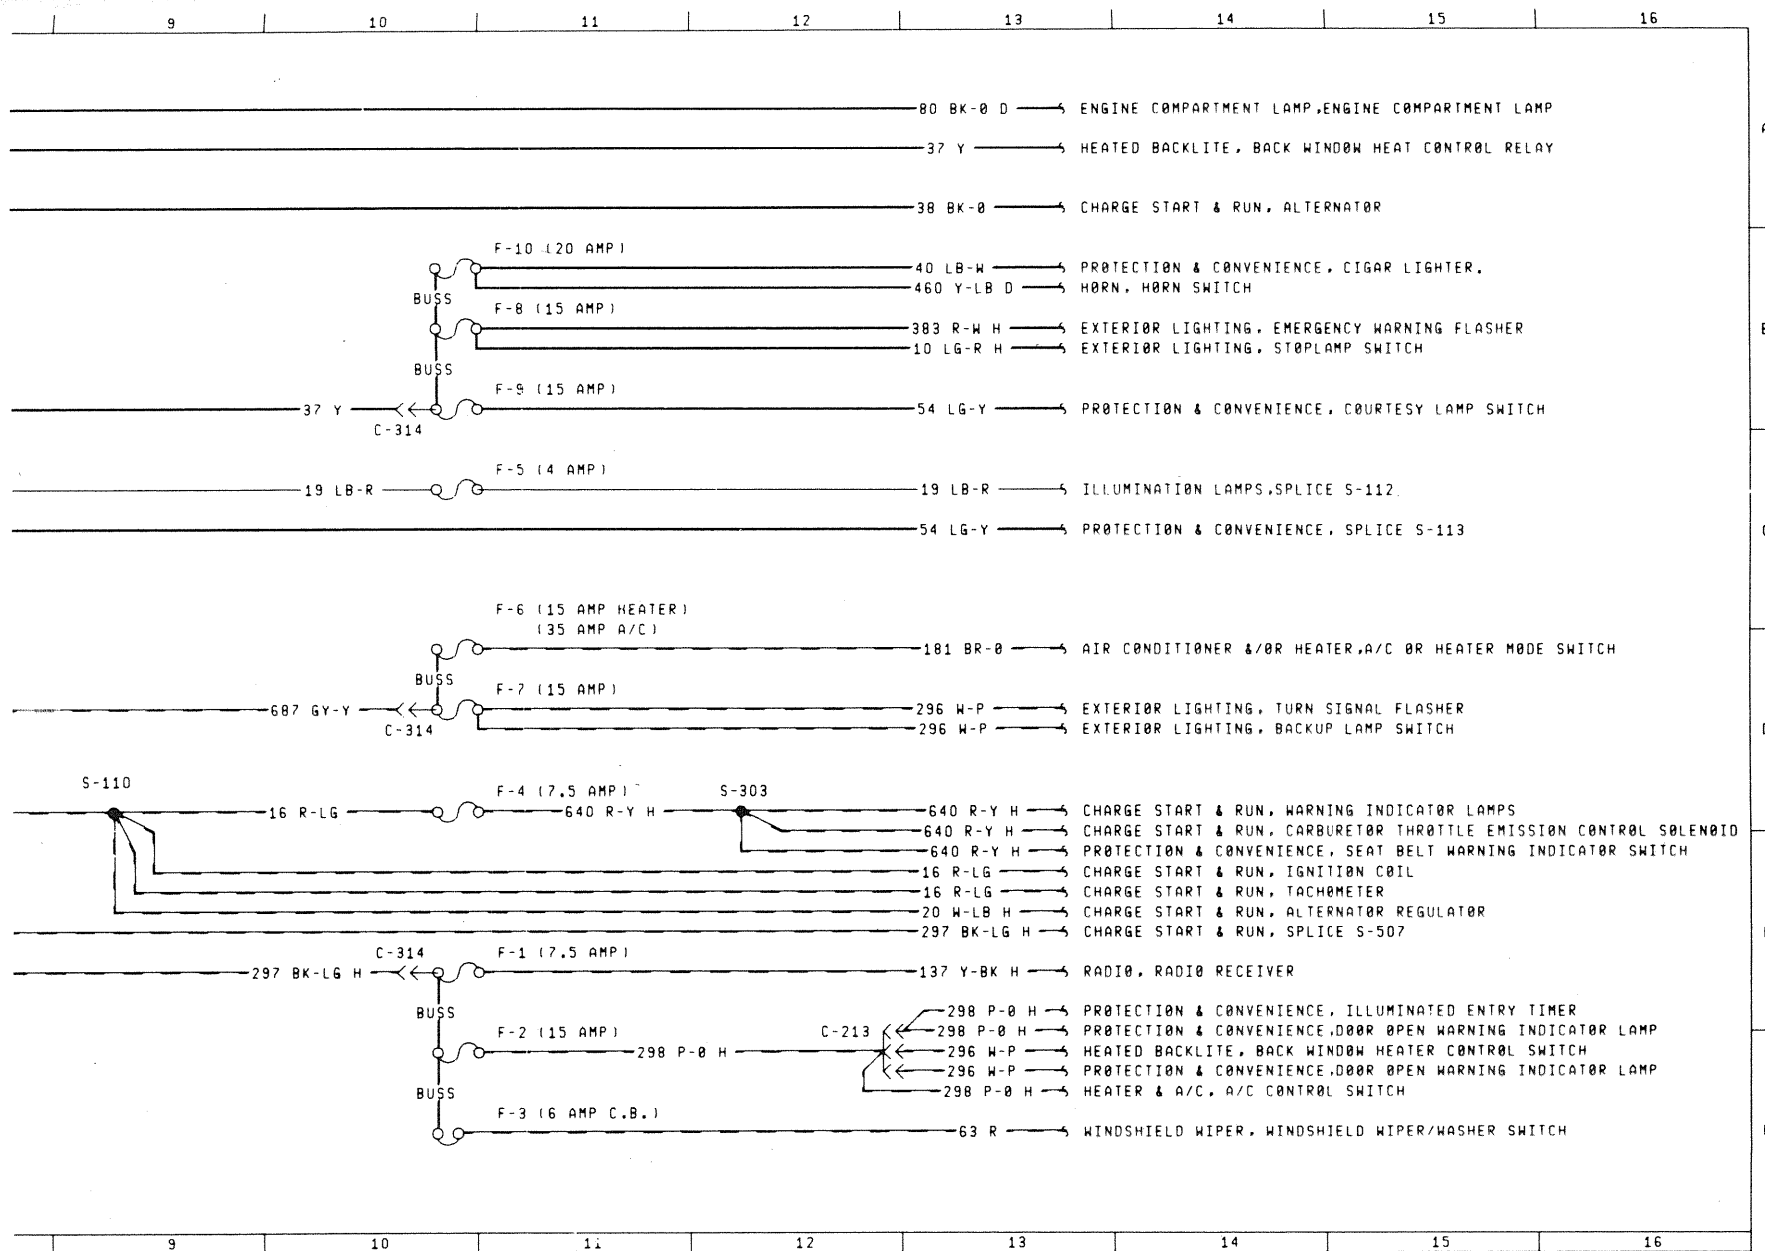 9 10 11 12 13 14 15 16
80 BK-O D ENGINE COMPARTMENT LAMP,ENGINE COMPARTMENT LAMP
37 Y HEATED BACKLITE, BACK WINDOW HEAT CONTROL RELAY
38 BK-O CHARGE START & RUN, ALTERNATOR
F-10 (20 AMP)
40 LB-W PROTECTION & CONVENIENCE, CIGAR LIGHTER,
460 Y-LB D HORN, HORN SWITCH
BUSS
F-8 (15 AMP)
383 R-W H EXTERIOR LIGHTING, EMERGENCY WARNING FLASHER
10 LG-R H EXTERIOR LIGHTING, STOPLAMP SWITCH
BUSS
F-9 (15 AMP)
37 Y 54 LG-Y PROTECTION & CONVENIENCE, COURTESY LAMP SWITCH
C-314
F-5 (4 AMP)
19 LB-R 19 LB-R ILLUMINATION LAMPS,SPLICE S-112
54 LG-Y PROTECTION & CONVENIENCE, SPLICE S-113
F-6 (15 AMP HEATER)
(35 AMP A/C)
181 BR-O AIR CONDITIONER &/OR HEATER,A/C OR HEATER MODE SWITCH
BUSS
F-7 (15 AMP)
687 GY-Y 296 W-P EXTERIOR LIGHTING, TURN SIGNAL FLASHER
C-314 296 W-P EXTERIOR LIGHTING, BACKUP LAMP SWITCH
S-110 F-4 (7.5 AMP) S-303
16 R-LG 640 R-Y H 640 R-Y H CHARGE START & RUN, WARNING INDICATOR LAMPS
640 R-Y H CHARGE START & RUN, CARBURETOR THROTTLE EMISSION CONTROL SOLENOID
640 R-Y H PROTECTION & CONVENIENCE, SEAT BELT WARNING INDICATOR SWITCH
16 R-LG CHARGE START & RUN, IGNITION COIL
16 R-LG CHARGE START & RUN, TACHOMETER
20 W-LB H CHARGE START & RUN, ALTERNATOR REGULATOR
297 BK-LG H CHARGE START & RUN, SPLICE S-507
C-314 F-1 (7.5 AMP)
297 BK-LG H 137 Y-BK H RADIO, RADIO RECEIVER
BUSS 298 P-O H PROTECTION & CONVENIENCE, ILLUMINATED ENTRY TIMER
F-2 (15 AMP) C-213 298 P-O H PROTECTION & CONVENIENCE,DOOR OPEN WARNING INDICATOR LAMP
298 P-O H 296 W-P HEATED BACKLITE, BACK WINDOW HEATER CONTROL SWITCH
296 W-P PROTECTION & CONVENIENCE,DOOR OPEN WARNING INDICATOR LAMP
BUSS 298 P-O H HEATER & A/C, A/C CONTROL SWITCH
F-3 (6 AMP C.B.)
63 R WINDSHIELD WIPER, WINDSHIELD WIPER/WASHER SWITCH
9 10 11 12 13 14 15 16